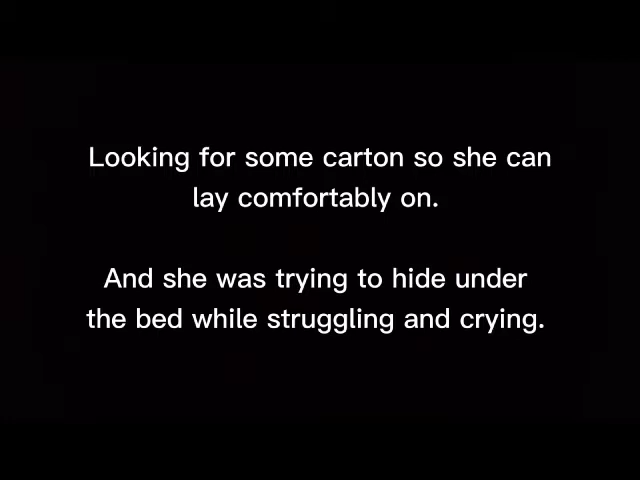 Looking for some carton so she can
lay comfortably on.
And she was trying to hide under
the bed while struggling and crying.